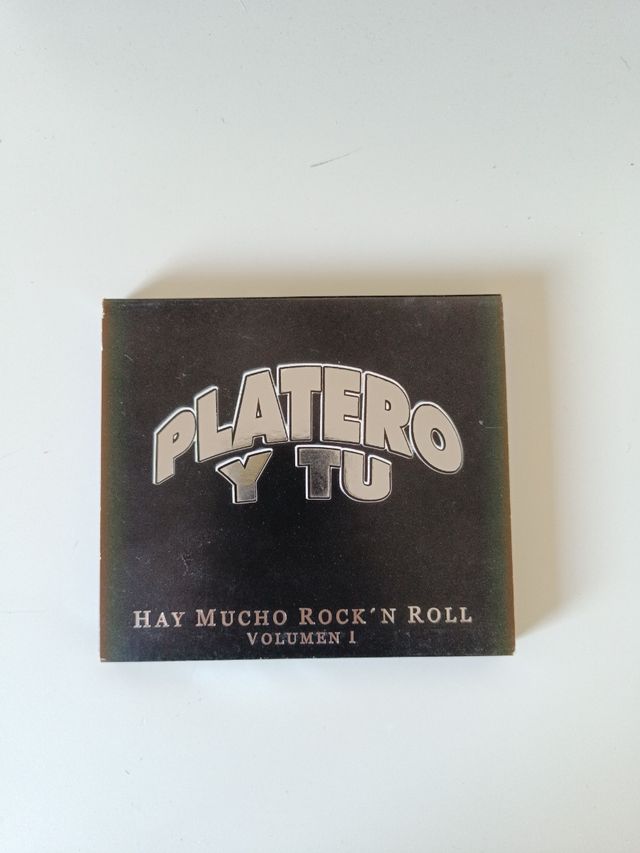 PLATERO
Y TU
HAY MUCHO ROCK´N ROLL
VOLUMEN 1